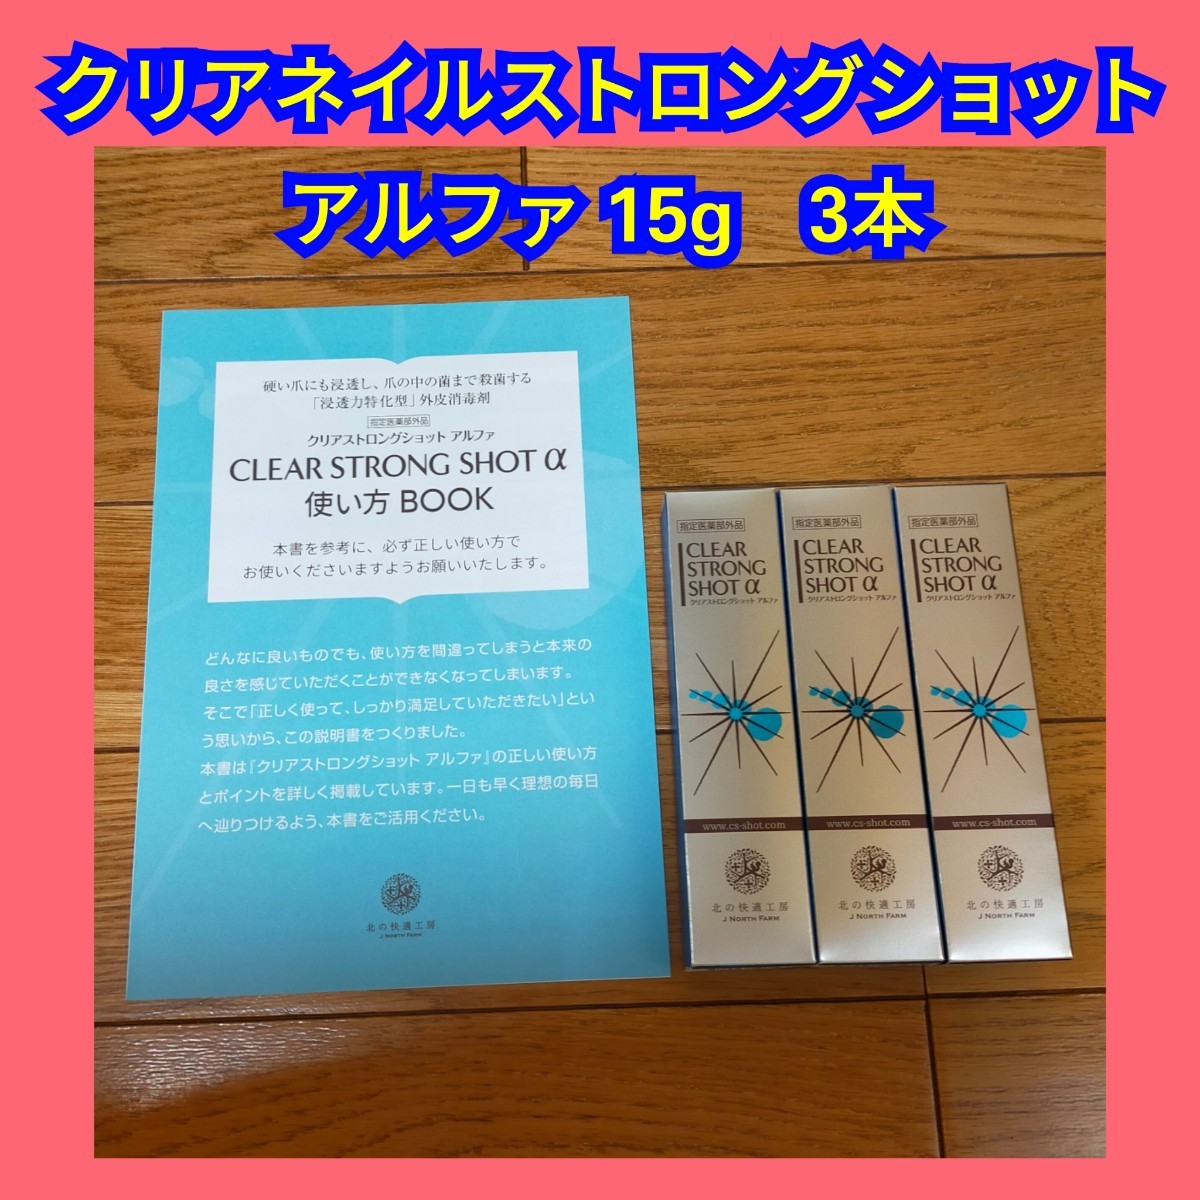 クリアネイルストロングショット
アルファ 15g　3本
硬い爪にも浸透し、爪の中の菌まで殺菌する
「浸透力特化型」外皮消毒剤
指定医薬部外品
クリアストロングショット アルファ
CLEAR STRONG SHOT α
使い方 BOOK
本書を参考に、必ず正しい使い方で
お使いくださいますようお願いいたします。
どんなに良いものでも、使い方を間違ってしまうと本来の
良さを感じていただくことができなくなってしまいます。
そこで「正しく使って、しっかり満足していただきたい」とい
う思いから、この説明書をつくりました。
本書は『クリアストロングショット アルファ』の正しい使い方
とポイントを詳しく掲載しています。一日も早く理想の毎日
へ辿りつけるよう、本書をご活用ください。
北の快適工房
J NORTH FARM
指定医薬部外品
CLEAR
STRONG
SHOT α
クリアストロングショット アルファ
www.cs-shot.com
北の快適工房
J NORTH FARM
指定医薬部外品
CLEAR
STRONG
SHOT α
クリアストロングショット アルファ
www.cs-shot.com
北の快適工房
J NORTH FARM
指定医薬部外品
CLEAR
STRONG
SHOT α
クリアストロングショット アルファ
www.cs-shot.com
北の快適工房
J NORTH FARM